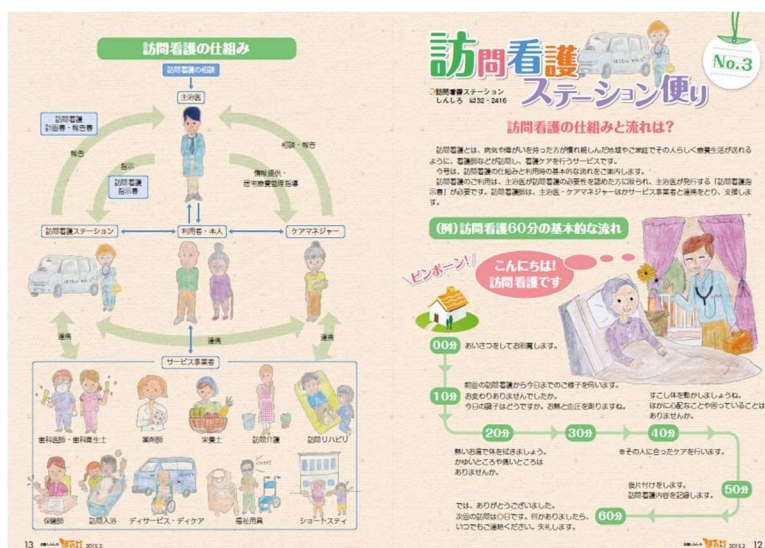 訪問看護の仕組み
訪問看護の相談
主治医
訪問看護
計画書・報告書
報告
指示
訪問看護
指示書
相談・報告
情報提供・
居宅療養管理指導
訪問看護ステーション
利用者・本人
ケアマネジャー
連携
連携
連携
サービス事業者
歯科医師・歯科衛生士
薬剤師
栄養士
訪問介護
訪問リハビリ
保健師
訪問入浴
デイサービス・デイケア
福祉用具
ショートステイ
13
2015.2
訪問看護
ステーション便り
No.3
訪問看護ステーション
しんしろ ☎32・2416
訪問看護の仕組みと流れは？
訪問看護とは、病気や障がいを持った方が慣れ親しんだ地域やご家庭でその人らしく療養生活が送れる
ように、看護師などが訪問し、看護ケアを行うサービスです。
今号は、訪問看護の仕組みと利用時の基本的な流れをご案内します。
訪問看護のご利用は、主治医が訪問看護の必要性を認めた方に限られ、主治医が発行する「訪問看護指
示書」が必要です。訪問看護師は、主治医・ケアマネジャーほかサービス事業者と連携をとり、支援しま
す。
(例)訪問看護60分の基本的な流れ
ピンポーン!
こんにちは!
訪問看護です
00分
あいさつをしてお邪魔します。
10分
前回の訪問看護から今日までのご様子を伺います。
お変わりありませんでしたか。
今日の調子はどうですか。お熱と血圧を測りますね。
20分
熱いお湯で体を拭きましょう。
かゆいところや痛いところは
ありませんか。
30分
40分
すこし体を動かしましょうね。
ほかに心配なことや困っていることは
ありませんか。
※その人に合ったケアを行います。
50分
後片付けをします。
訪問看護内容を記録します。
60分
では、ありがとうございました。
次回の訪問は○日です。何かありましたら、
いつでもご連絡ください。失礼します。
2015.2
12